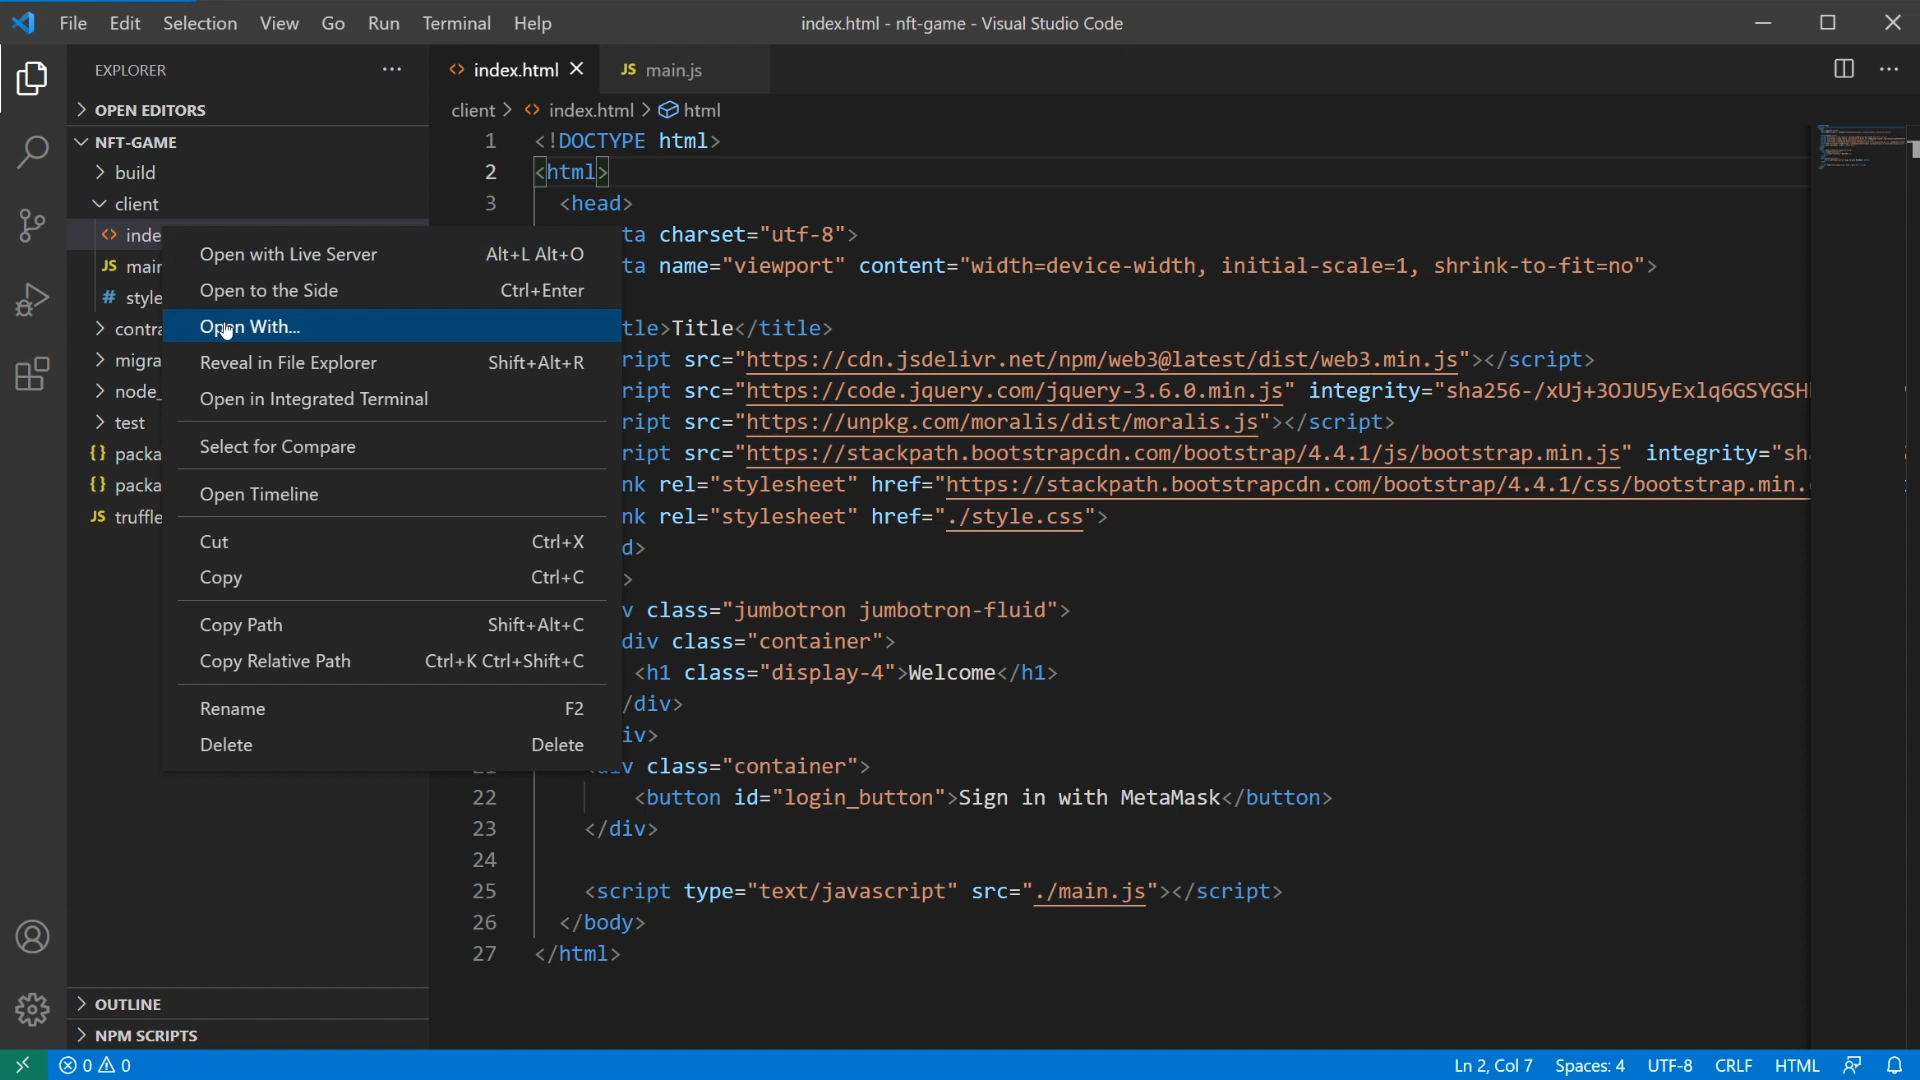 File Edit Selection View Go Run Terminal Help
index.html - nft-game - Visual Studio Code
EXPLORER
index.html
JS main.js
OPEN EDITORS
client > index.html > html
NFT-GAME
build
client
inde
JS main
# style
contra
migra
node_
test
{} packa
{} packa
JS truffle
OUTLINE
NPM SCRIPTS
Open with Live Server Alt+L Alt+O
Open to the Side Ctrl+Enter
Open With...
Reveal in File Explorer Shift+Alt+R
Open in Integrated Terminal
Select for Compare
Open Timeline
Cut Ctrl+X
Copy Ctrl+C
Copy Path Shift+Alt+C
Copy Relative Path Ctrl+K Ctrl+Shift+C
Rename F2
Delete Delete
1 <!DOCTYPE html>
2 <html>
3 <head>
ta charset="utf-8">
ta name="viewport" content="width=device-width, initial-scale=1, shrink-to-fit=no">
tle>Title</title>
ript src="https://cdn.jsdelivr.net/npm/web3@latest/dist/web3.min.js"></script>
ript src="https://code.jquery.com/jquery-3.6.0.min.js" integrity="sha256-/xUj+3OJU5yExlq6GSYGSH
ript src="https://unpkg.com/moralis/dist/moralis.js"></script>
ript src="https://stackpath.bootstrapcdn.com/bootstrap/4.4.1/js/bootstrap.min.js" integrity="sh
nk rel="stylesheet" href="https://stackpath.bootstrapcdn.com/bootstrap/4.4.1/css/bootstrap.min.
nk rel="stylesheet" href="./style.css">
d>
>
v class="jumbotron jumbotron-fluid">
div class="container">
<h1 class="display-4">Welcome</h1>
/div>
iv>
21 <div class="container">
22 <button id="login_button">Sign in with MetaMask</button>
23 </div>
24
25 <script type="text/javascript" src="./main.js"></script>
26 </body>
27 </html>
0 0
Ln 2, Col 7 Spaces: 4 UTF-8 CRLF HTML